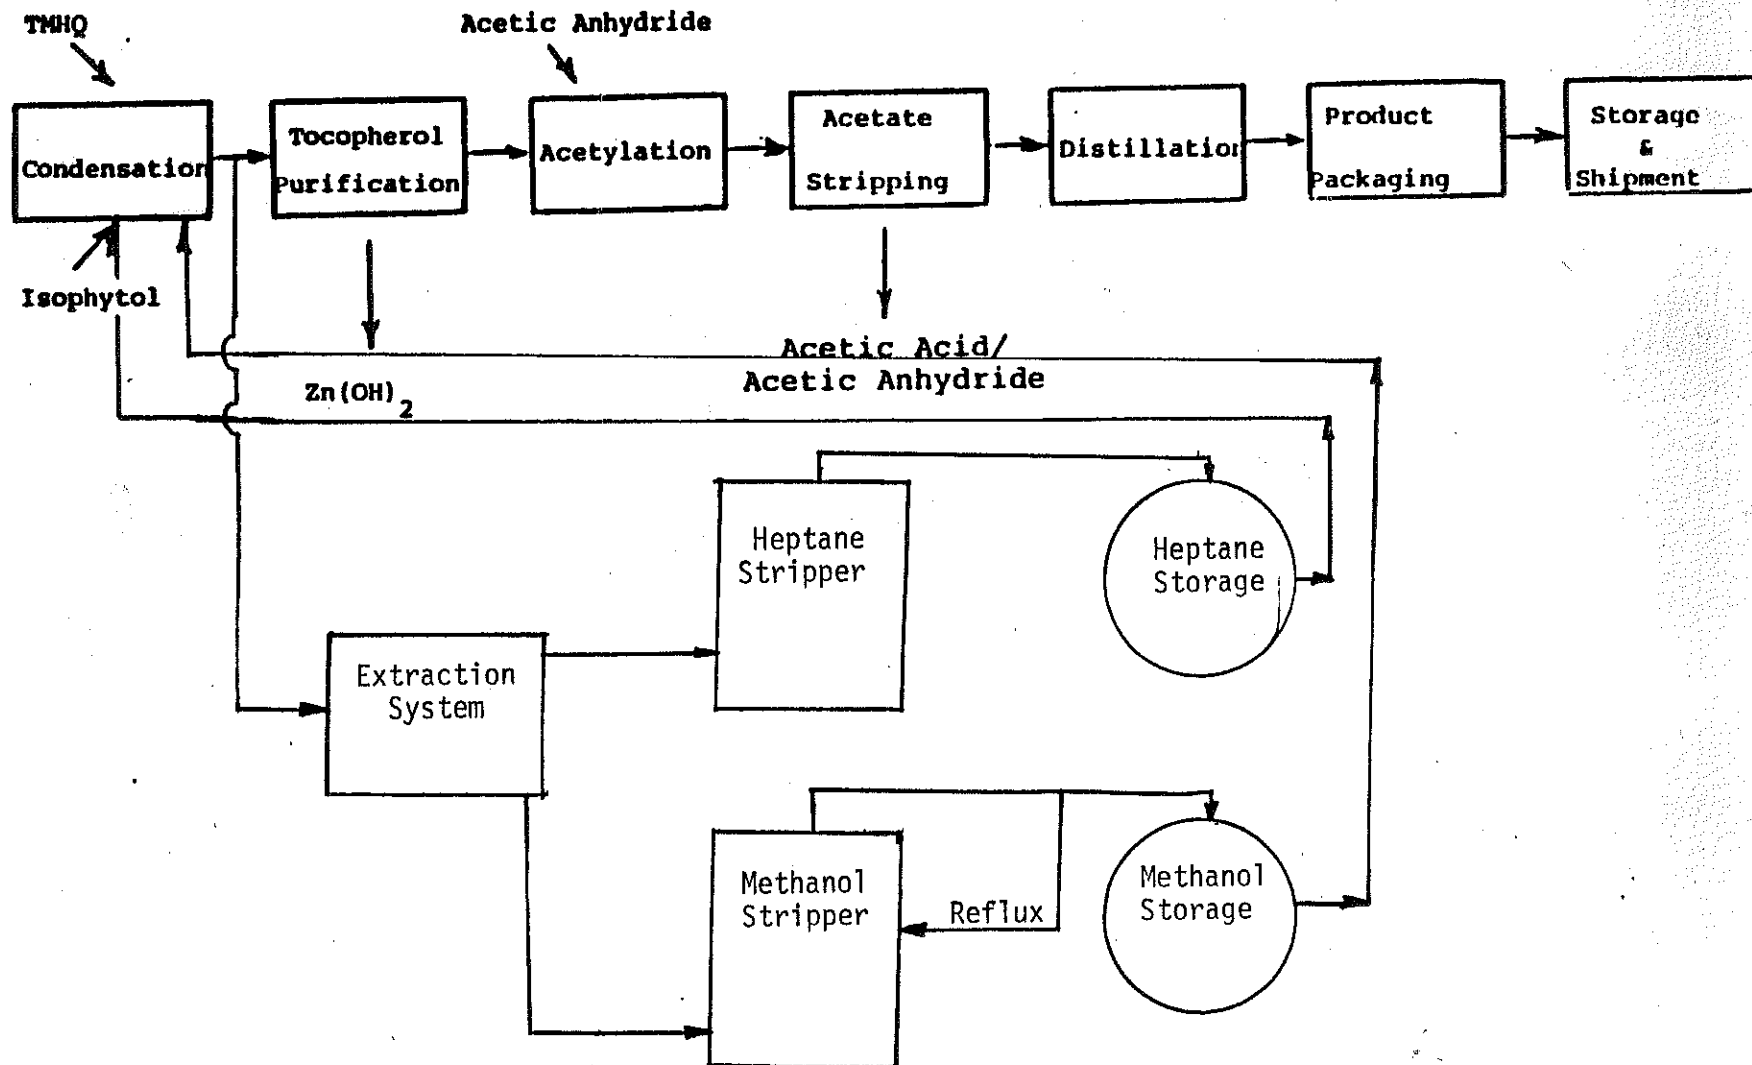 TMHQ
Acetic Anhydride
Condensation
Tocopherol
Purification
Acetylation
Acetate
Stripping
Distillation
Product
Packaging
Storage
&
Shipment
Isophytol
Acetic Acid/
Acetic Anhydride
Zn(OH)2
Heptane
Stripper
Heptane
Storage
Extraction
System
Methanol
Stripper
Reflux
Methanol
Storage